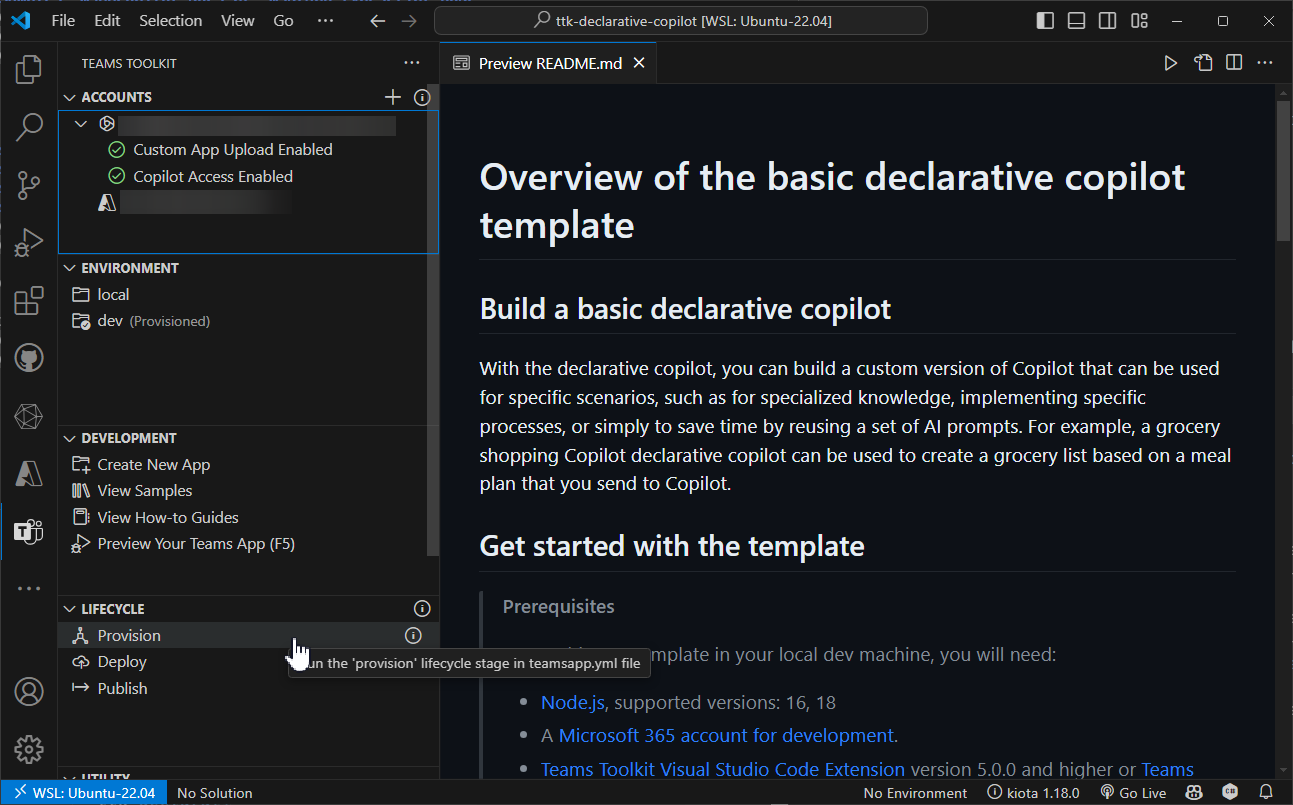 File Edit Selection View Go ··· ttk-declarative-copilot [WSL: Ubuntu-22.04]
TEAMS TOOLKIT
Preview README.md
ACCOUNTS
Custom App Upload Enabled
Copilot Access Enabled
ENVIRONMENT
local
dev (Provisioned)
DEVELOPMENT
Create New App
View Samples
View How-to Guides
Preview Your Teams App (F5)
LIFECYCLE
Provision
Deploy
Publish
UTILITY
un the 'provision' lifecycle stage in teamsapp.yml file
Overview of the basic declarative copilot
template
Build a basic declarative copilot
With the declarative copilot, you can build a custom version of Copilot that can be used
for specific scenarios, such as for specialized knowledge, implementing specific
processes, or simply to save time by reusing a set of AI prompts. For example, a grocery
shopping Copilot declarative copilot can be used to create a grocery list based on a meal
plan that you send to Copilot.
Get started with the template
Prerequisites
mplate in your local dev machine, you will need:
• Node.js, supported versions: 16, 18
• A Microsoft 365 account for development.
• Teams Toolkit Visual Studio Code Extension version 5.0.0 and higher or Teams
WSL: Ubuntu-22.04 No Solution No Environment kiota 1.18.0 Go Live